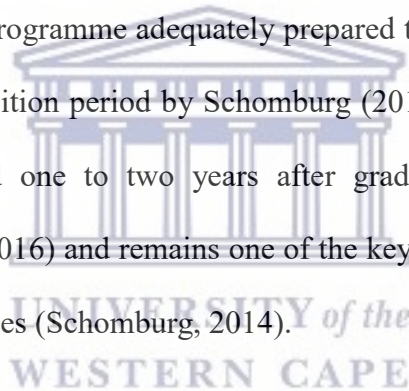 rogramme adequately prepared t
ition period by Schomburg (201
one to two years after grad
016) and remains one of the key
UNIVERSITY of the
es (Schomburg, 2014).
WESTERN CAPE